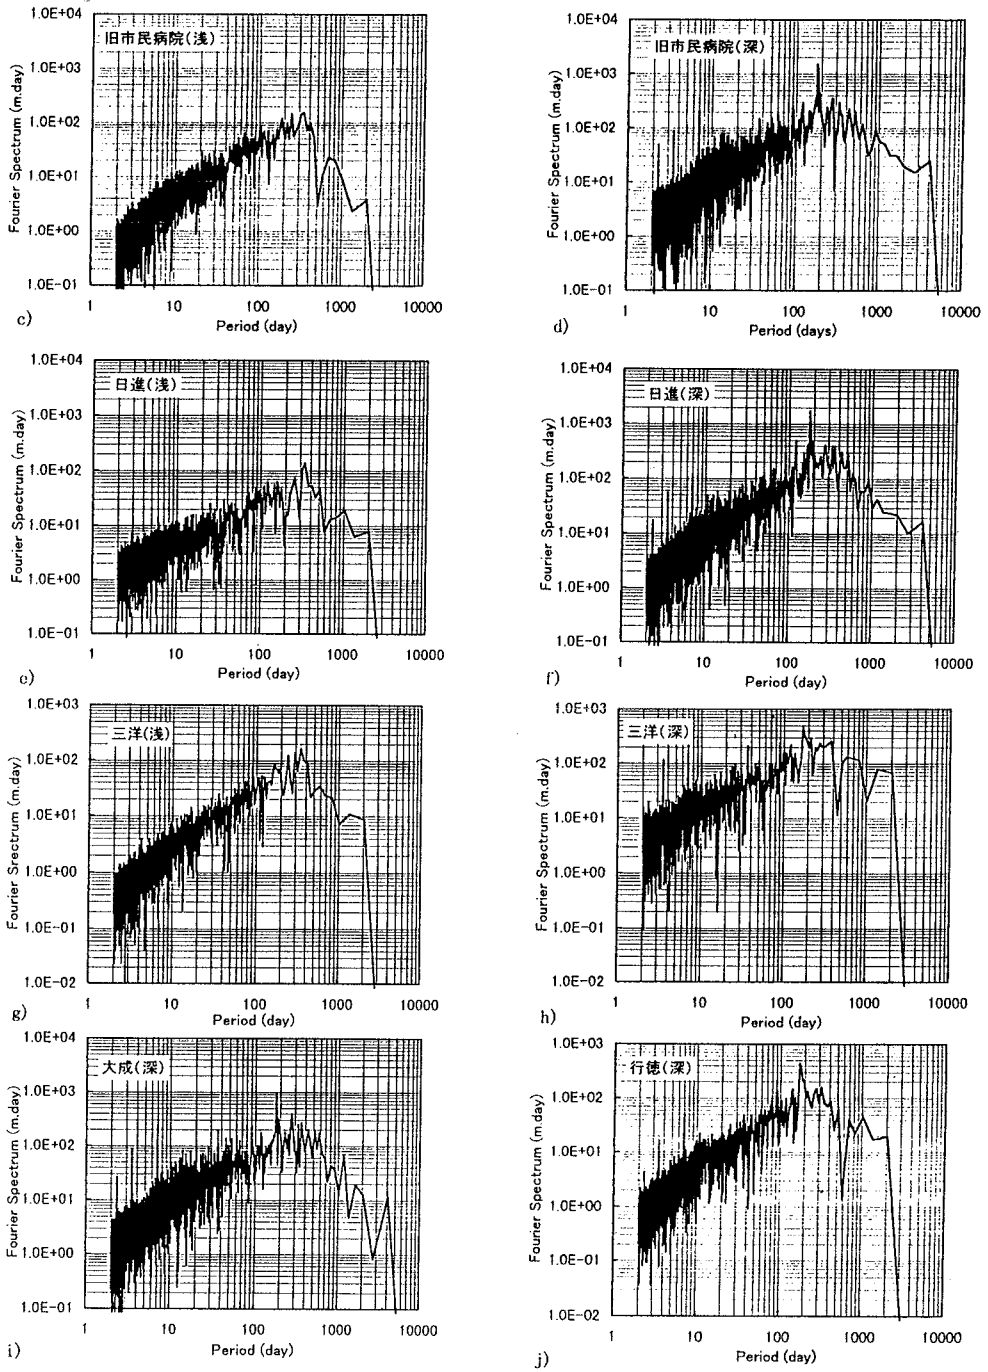 旧市民病院(浅)
Fourier Spectrum (m.day)
1.0E+04
1.0E+03
1.0E+02
1.0E+01
1.0E+00
1.0E-01
1 10 100 1000 10000
Period (day)
c)
旧市民病院(深)
Fourier Spectrum (m.day)
1.0E+04
1.0E+03
1.0E+02
1.0E+01
1.0E+00
1.0E-01
1 10 100 1000 10000
Period (days)
d)
日進(浅)
Fourier Spectrum (m.day)
1.0E+04
1.0E+03
1.0E+02
1.0E+01
1.0E+00
1.0E-01
1 10 100 1000 10000
Period (day)
e)
日進(深)
Fourier Spectrum (m.day)
1.0E+04
1.0E+03
1.0E+02
1.0E+01
1.0E+00
1.0E-01
1 10 100 1000 10000
Period (day)
f)
三洋(浅)
Fourier Srectrum (m.day)
1.0E+03
1.0E+02
1.0E+01
1.0E+00
1.0E-01
1.0E-02
1 10 100 1000 10000
Period (day)
g)
三洋(深)
Fourier Spectrum (m.day)
1.0E+03
1.0E+02
1.0E+01
1.0E+00
1.0E-01
1.0E-02
1 10 100 1000 10000
Period (day)
h)
大成(深)
Fourier Spectrum (m.day)
1.0E+04
1.0E+03
1.0E+02
1.0E+01
1.0E+00
1.0E-01
1 10 100 1000 10000
Period (day)
i)
行徳(深)
Fourier Spectrum (m.day)
1.0E+03
1.0E+02
1.0E+01
1.0E+00
1.0E-01
1.0E-02
1 10 100 1000 10000
Period (day)
j)